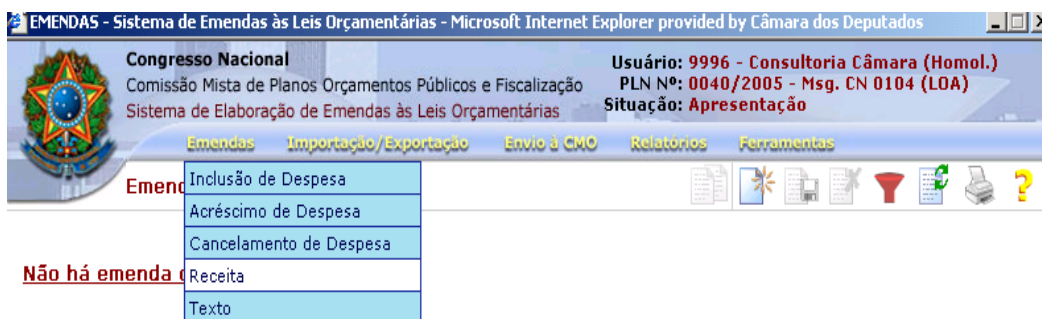 EMENDAS - Sistema de Emendas às Leis Orçamentárias - Microsoft Internet Explorer provided by Câmara dos Deputados
Congresso Nacional
Comissão Mista de Planos Orçamentos Públicos e Fiscalização
Sistema de Elaboração de Emendas às Leis Orçamentárias
Usuário: 9996 - Consultoria Câmara (Homol.)
PLN Nº: 0040/2005 - Msg. CN 0104 (LOA)
Situação: Apresentação
Emendas Importação/Exportação Envio à CMO Relatórios Ferramentas
Inclusão de Despesa
Acréscimo de Despesa
Cancelamento de Despesa
Não há emenda
Receita
Texto